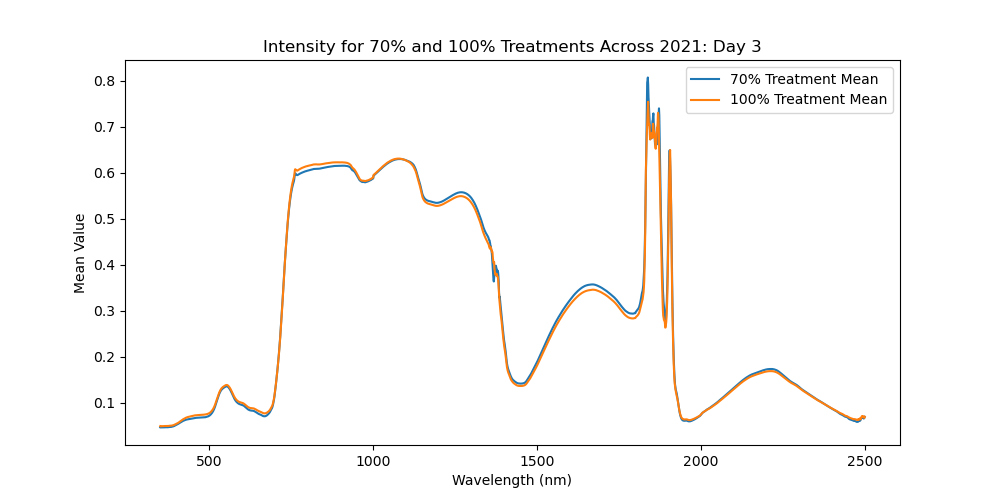 Intensity for 70% and 100% Treatments Across 2021: Day 3
70% Treatment Mean
100% Treatment Mean
Mean Value
0.8
0.7
0.6
0.5
0.4
0.3
0.2
0.1
500
1000
1500
2000
2500
Wavelength (nm)